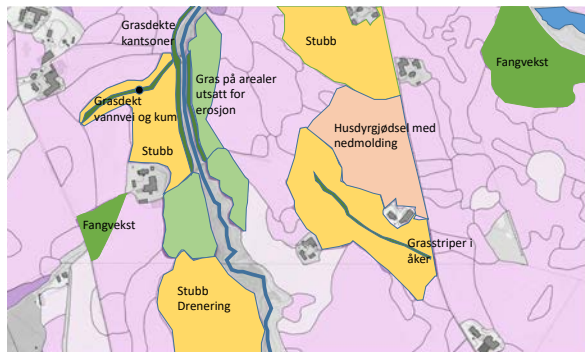 Grasdekte
kantsoner
Stubb
Fangvekst
Gras på arealer
utsatt for
erosjon
Grasdekt
vannvei og kum
Husdyrgjødsel med
nedmolding
Stubb
Fangvekst
Grasstriper i
åker
Stubb
Drenering